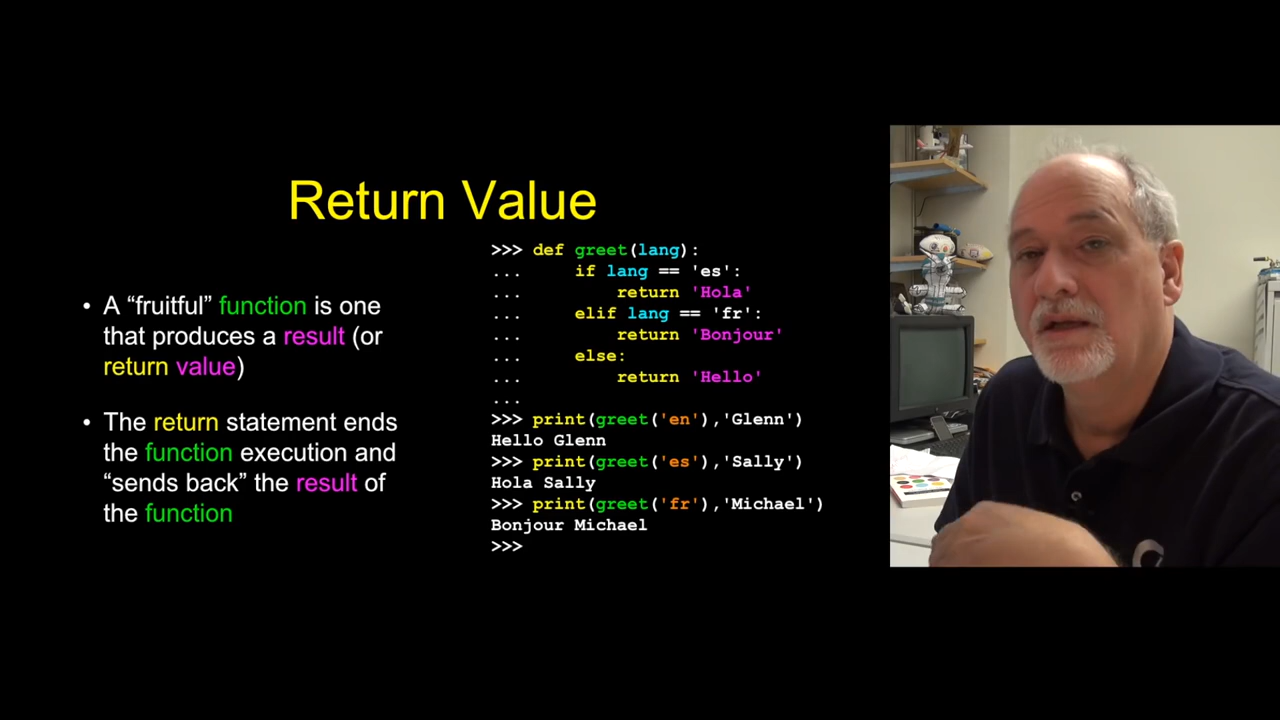 Return Value
• A “fruitful” function is one
that produces a result (or
return value)
• The return statement ends
the function execution and
“sends back” the result of
the function
>>> def greet(lang):
...     if lang == 'es':
...         return 'Hola'
...     elif lang == 'fr':
...         return 'Bonjour'
...     else:
...         return 'Hello'
...
>>> print(greet('en'),'Glenn')
Hello Glenn
>>> print(greet('es'),'Sally')
Hola Sally
>>> print(greet('fr'),'Michael')
Bonjour Michael
>>>